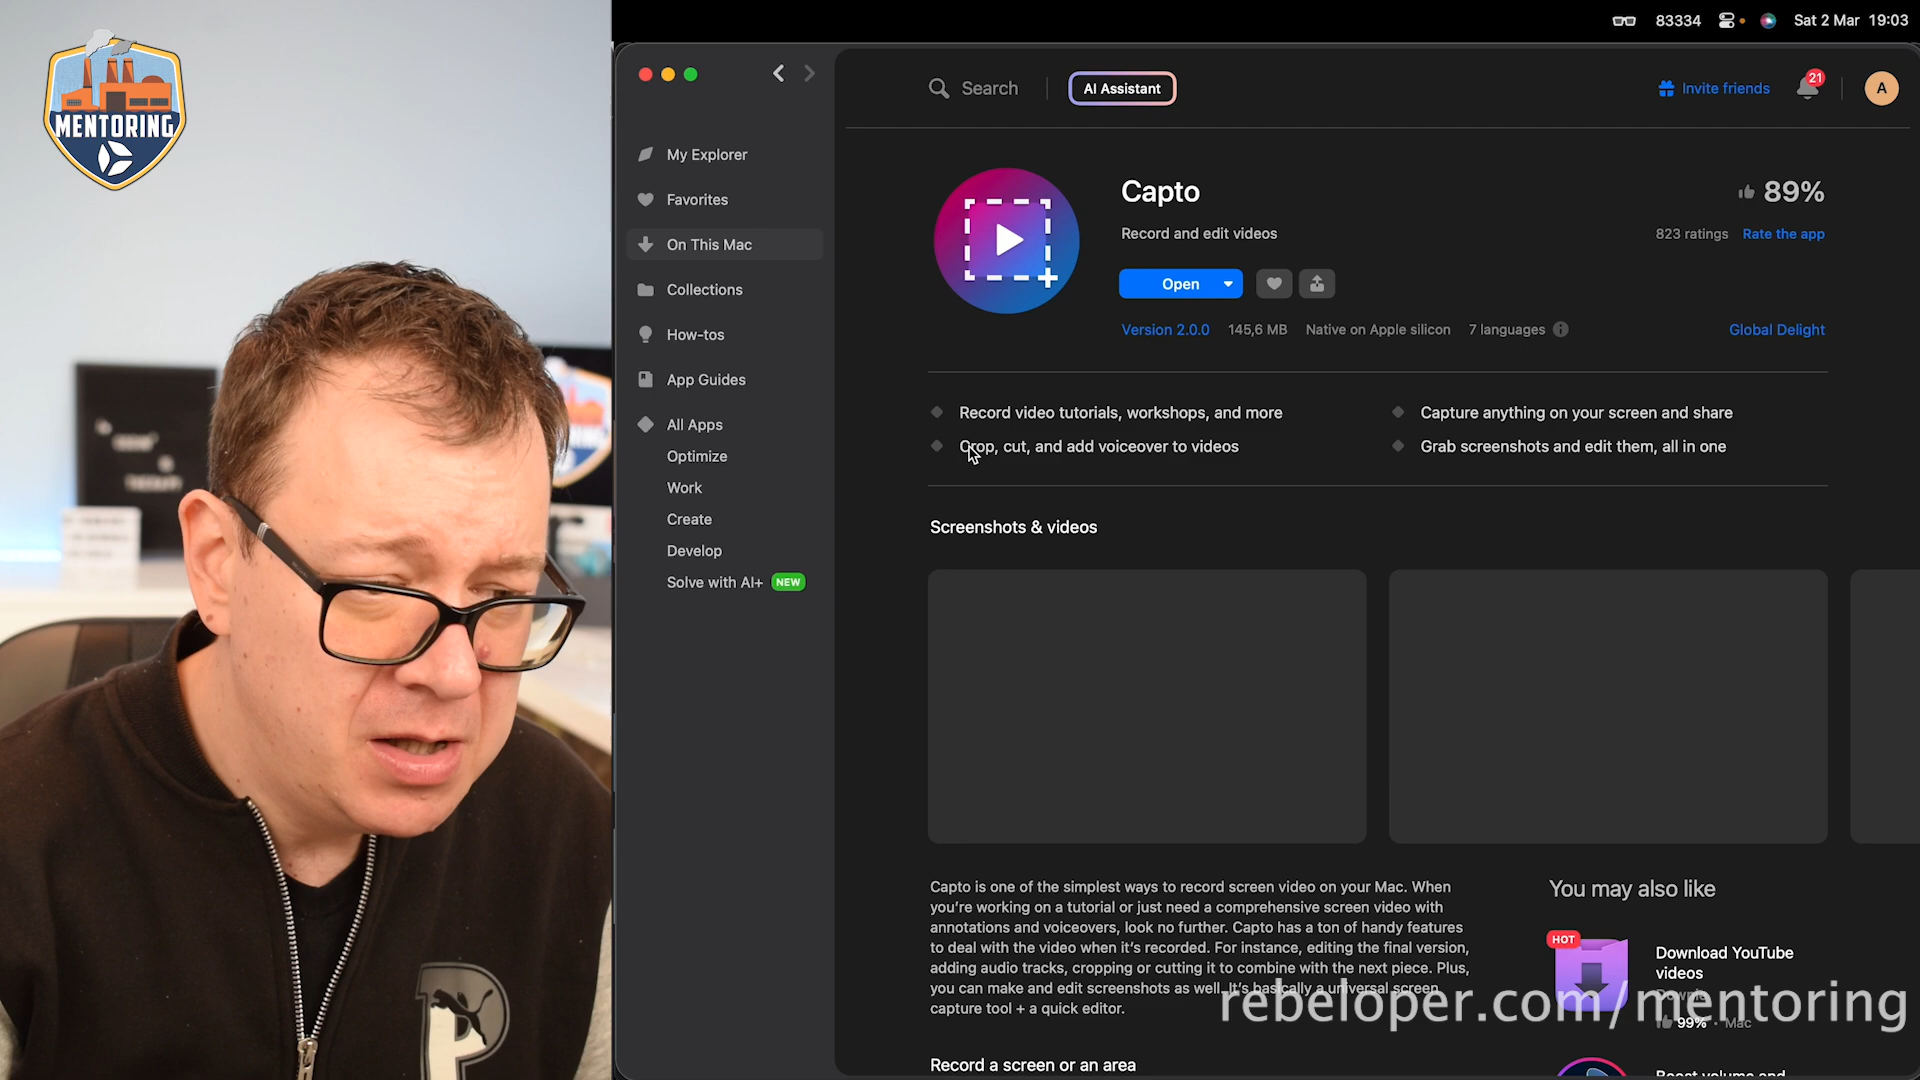 MENTORING
83334
Sat 2 Mar 19:03
Search
AI Assistant
Invite friends
21
A
My Explorer
Favorites
On This Mac
Collections
How-tos
App Guides
All Apps
Optimize
Work
Create
Develop
Solve with AI+ NEW
Capto
89%
Record and edit videos
823 ratings Rate the app
Open
Version 2.0.0 145,6 MB Native on Apple silicon 7 languages
Global Delight
Record video tutorials, workshops, and more
Capture anything on your screen and share
Crop, cut, and add voiceover to videos
Grab screenshots and edit them, all in one
Screenshots & videos
Capto is one of the simplest ways to record screen video on your Mac. When
you're working on a tutorial or just need a comprehensive screen video with
annotations and voiceovers, look no further. Capto has a ton of handy features
to deal with the video when it's recorded. For instance, editing the final version,
adding audio tracks, cropping or cutting it to combine with the next piece. Plus,
you can make and edit screenshots as well. It's basically a universal screen
capture tool + a quick editor.
Record a screen or an area
You may also like
HOT
Download YouTube
videos
99% · Mac
Boost volume and
rebeloper.com/mentoring
P